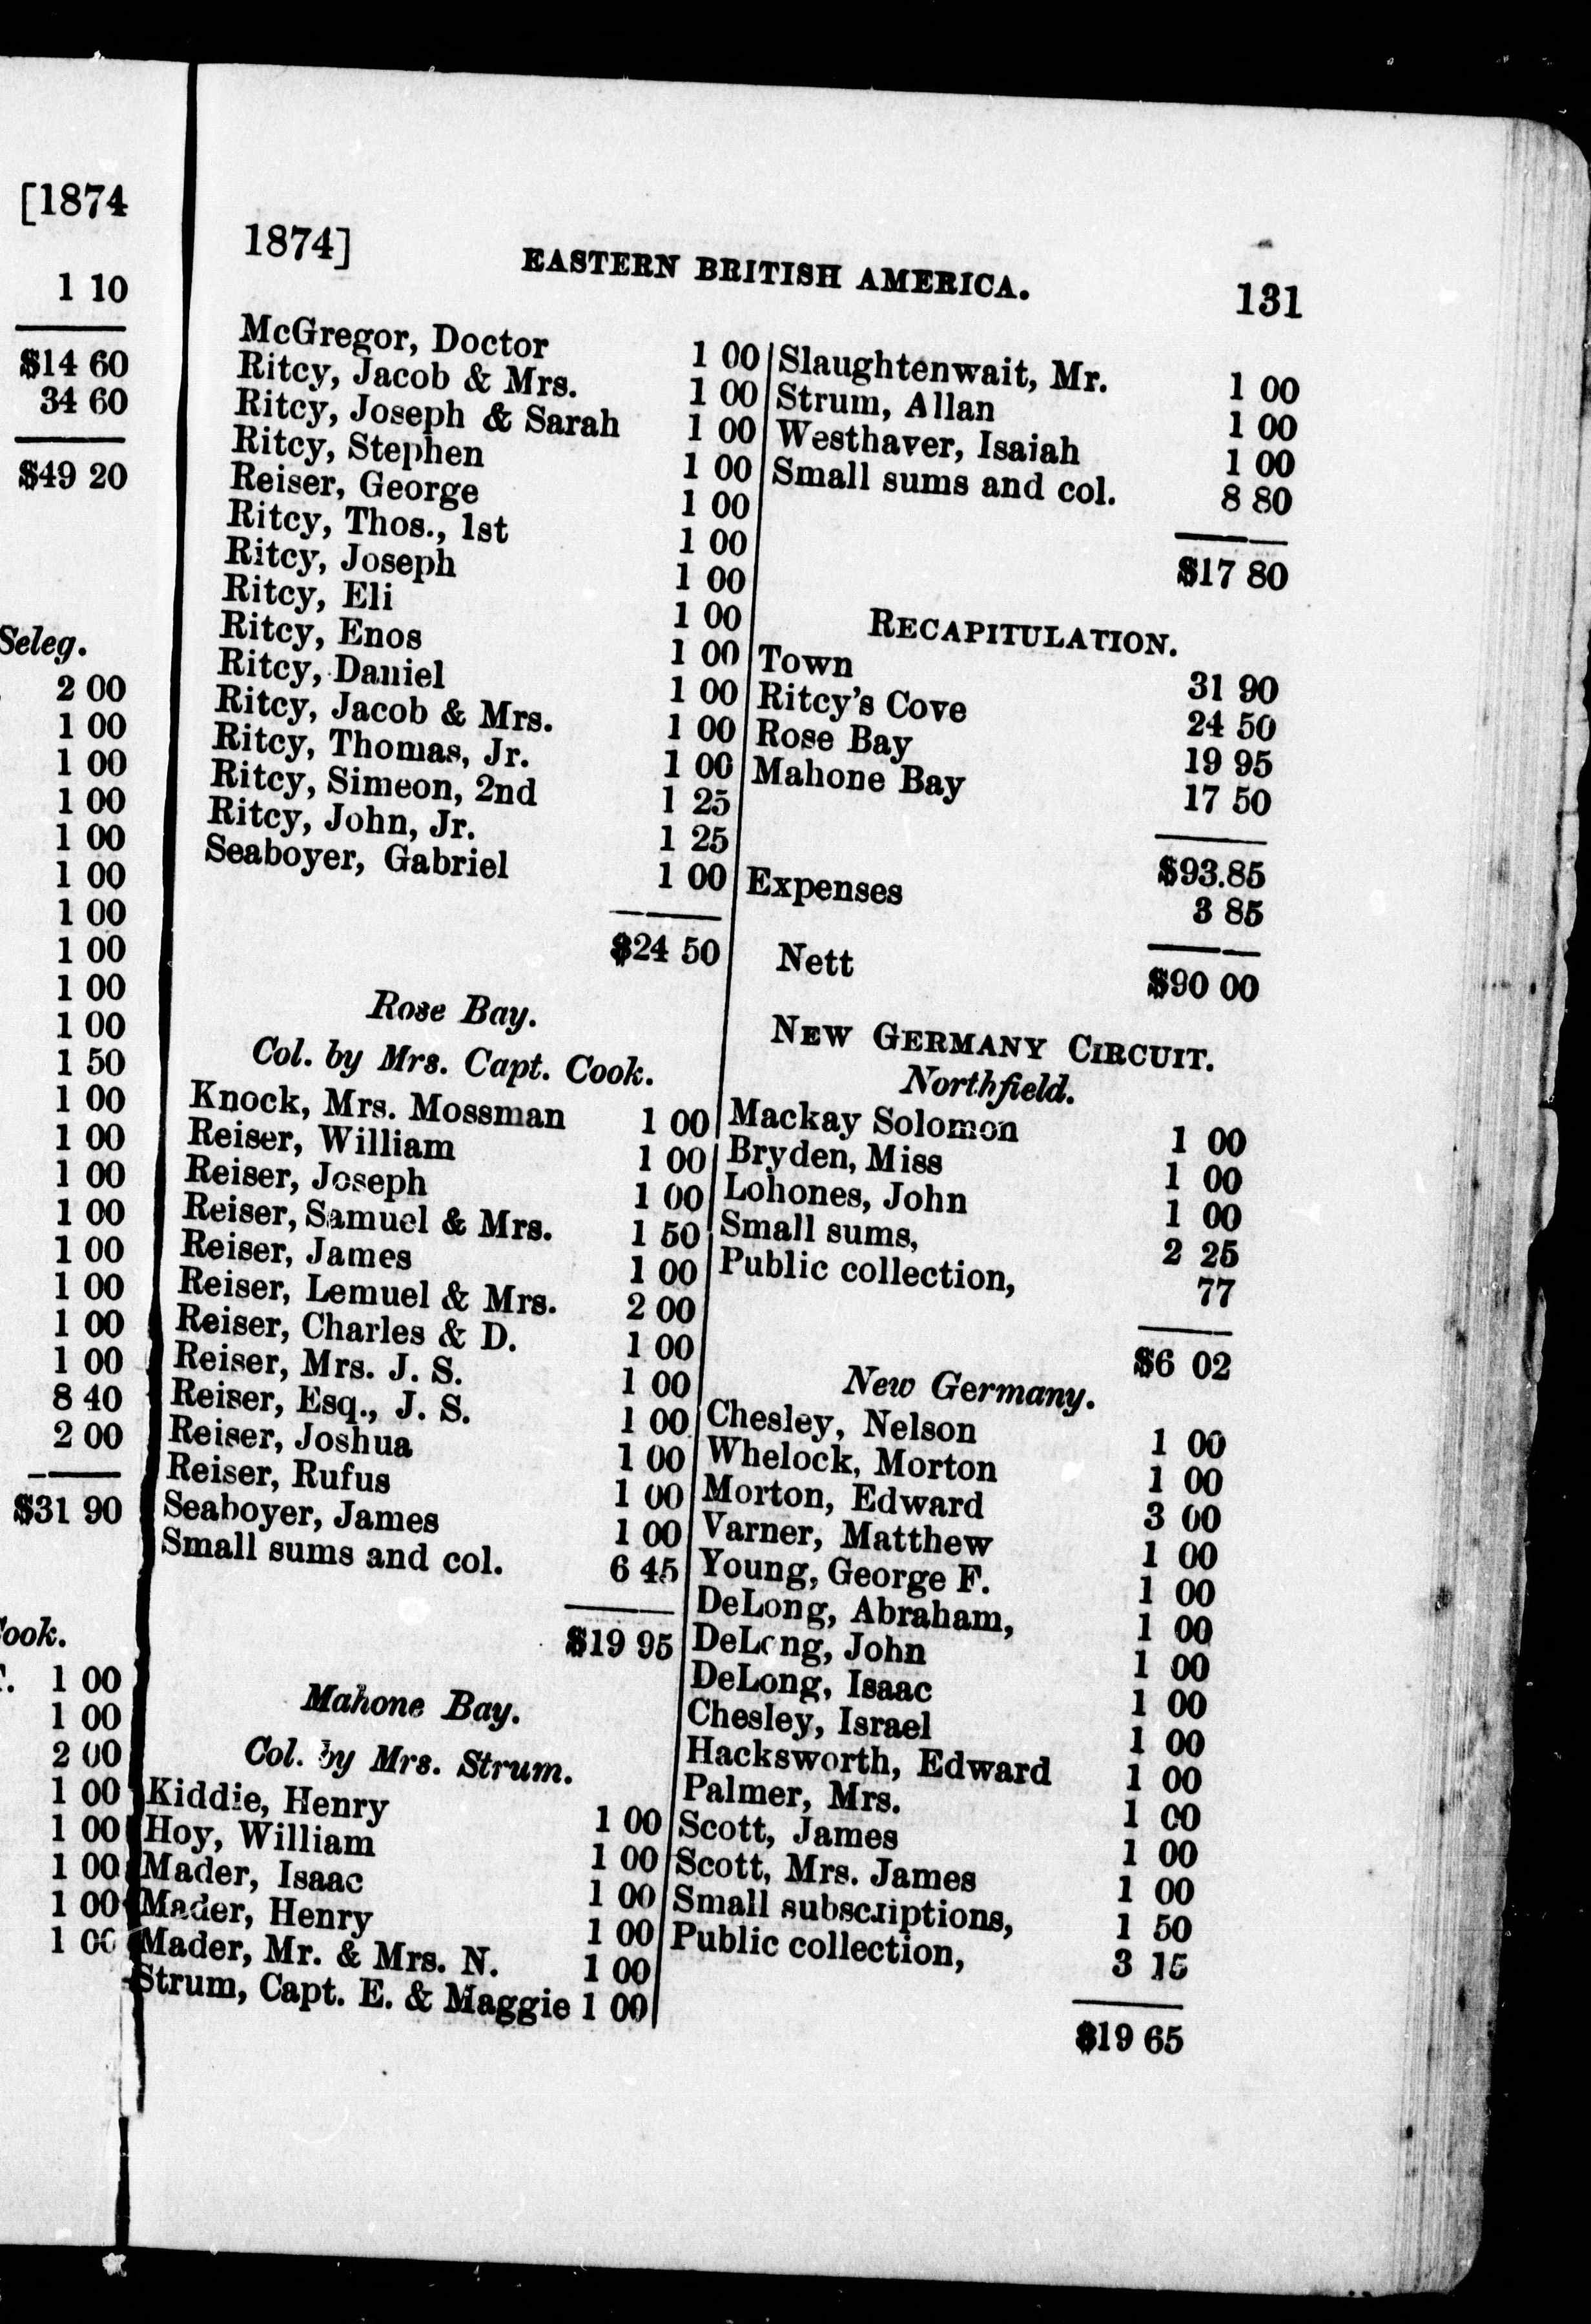 [1874
1 10
$14 60
34 60
$49 20
Seleg.
2 00
1 00
1 00
1 00
1 00
1 00
1 00
1 00
1 00
1 00
1 50
1 00
1 00
1 00
1 00
1 00
1 00
1 00
1 00
8 40
2 00
$31 90
ook.
1 00
1 00
2 00
1 00
1 00
1 00
1 00
1 00
1874] EASTERN BRITISH AMERICA. 131
McGregor, Doctor 1 00
Ritcy, Jacob & Mrs. 1 00
Ritcy, Joseph & Sarah 1 00
Ritcy, Stephen 1 00
Reiser, George 1 00
Ritcy, Thos., 1st 1 00
Ritcy, Joseph 1 00
Ritcy, Eli 1 00
Ritcy, Enos 1 00
Ritcy, Daniel 1 00
Ritcy, Jacob & Mrs. 1 00
Ritcy, Thomas, Jr. 1 00
Ritcy, Simeon, 2nd 1 25
Ritcy, John, Jr. 1 25
Seaboyer, Gabriel 1 00
$24 50
Rose Bay.
Col. by Mrs. Capt. Cook.
Knock, Mrs. Mossman 1 00
Reiser, William 1 00
Reiser, Joseph 1 00
Reiser, Samuel & Mrs. 1 50
Reiser, James 1 00
Reiser, Lemuel & Mrs. 2 00
Reiser, Charles & D. 1 00
Reiser, Mrs. J. S. 1 00
Reiser, Esq., J. S. 1 00
Reiser, Joshua 1 00
Reiser, Rufus 1 00
Seaboyer, James 1 00
Small sums and col. 6 45
$19 95
Mahone Bay.
Col. by Mrs. Strum.
Kiddie, Henry 1 00
Hoy, William 1 00
Mader, Isaac 1 00
Mader, Henry 1 00
Mader, Mr. & Mrs. N. 1 00
Strum, Capt. E. & Maggie 1 00
Slaughtenwait, Mr. 1 00
Strum, Allan 1 00
Westhaver, Isaiah 1 00
Small sums and col. 8 80
$17 80
RECAPITULATION.
Town 31 90
Ritcy's Cove 24 50
Rose Bay 19 95
Mahone Bay 17 50
$93.85
Expenses 3 85
Nett $90 00
NEW GERMANY CIRCUIT.
Northfield.
Mackay Solomon 1 00
Bryden, Miss 1 00
Lohones, John 1 00
Small sums, 2 25
Public collection, 77
$6 02
New Germany.
Chesley, Nelson 1 00
Whelock, Morton 1 00
Morton, Edward 3 00
Varner, Matthew 1 00
Young, George F. 1 00
DeLong, Abraham, 1 00
DeLong, John 1 00
DeLong, Isaac 1 00
Chesley, Israel 1 00
Hacksworth, Edward 1 00
Palmer, Mrs. 1 00
Scott, James 1 00
Scott, Mrs. James 1 00
Small subscriptions, 1 50
Public collection, 3 15
$19 65